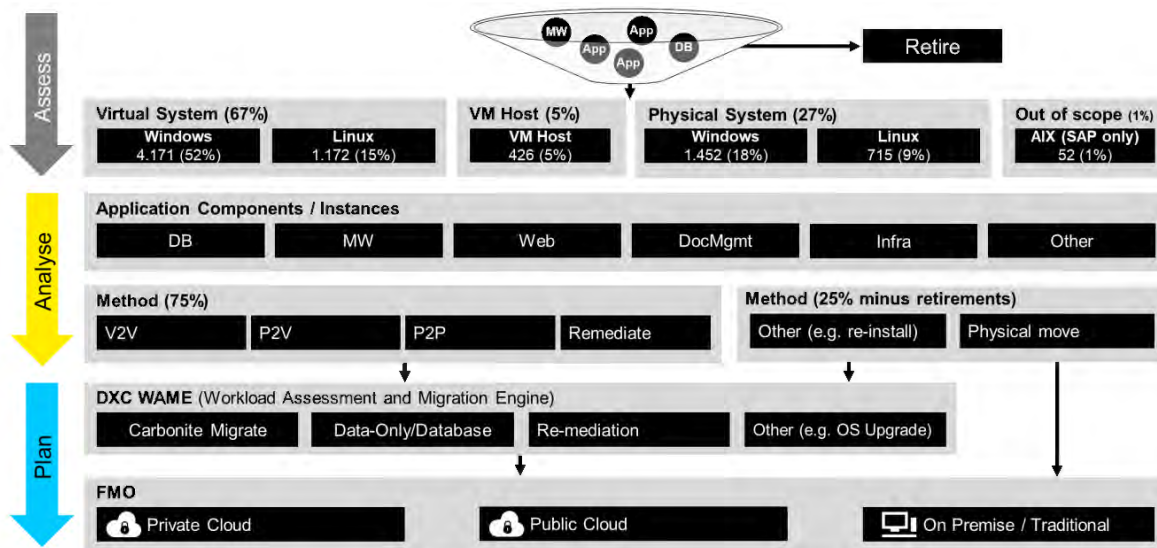 Assess
MW
App
App
DB
App
Retire
Virtual System (67%)
Windows
4.171 (52%)
Linux
1.172 (15%)
VM Host (5%)
VM Host
426 (5%)
Physical System (27%)
Windows
1.452 (18%)
Linux
715 (9%)
Out of scope (1%)
AIX (SAP only)
52 (1%)
Analyse
Application Components / Instances
DB
MW
Web
DocMgmt
Infra
Other
Method (75%)
V2V
P2V
P2P
Remediate
Method (25% minus retirements)
Other (e.g. re-install)
Physical move
Plan
DXC WAME (Workload Assessment and Migration Engine)
Carbonite Migrate
Data-Only/Database
Re-mediation
Other (e.g. OS Upgrade)
FMO
Private Cloud
Public Cloud
On Premise / Traditional